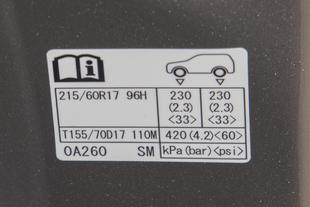 215/60R17 96H 230 230
(2.3) (2.3)
<33> <33>
T155/70D17 110M 420 (4.2)<60>
0A260 SM kPa(bar)<psi>